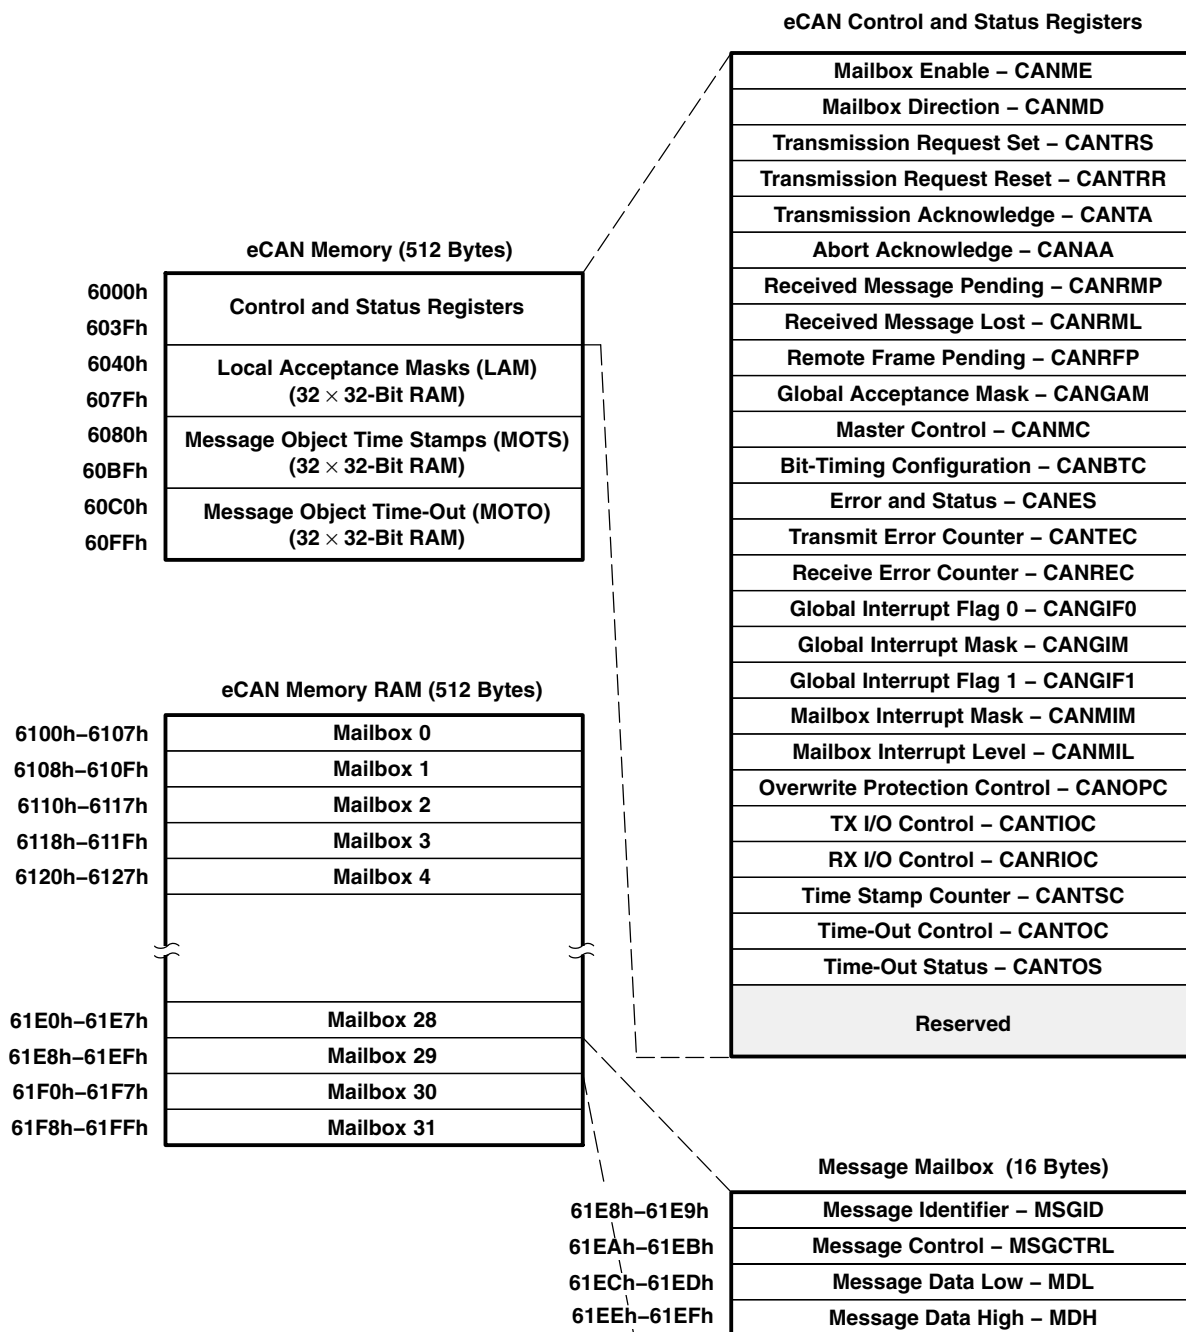 eCAN Control and Status Registers
Mailbox Enable – CANME
Mailbox Direction – CANMD
Transmission Request Set – CANTRS
Transmission Request Reset – CANTRR
Transmission Acknowledge – CANTA
Abort Acknowledge – CANAA
Received Message Pending – CANRMP
Received Message Lost – CANRML
Remote Frame Pending – CANRFP
Global Acceptance Mask – CANGAM
Master Control – CANMC
Bit-Timing Configuration – CANBTC
Error and Status – CANES
Transmit Error Counter – CANTEC
Receive Error Counter – CANREC
Global Interrupt Flag 0 – CANGIF0
Global Interrupt Mask – CANGIM
Global Interrupt Flag 1 – CANGIF1
Mailbox Interrupt Mask – CANMIM
Mailbox Interrupt Level – CANMIL
Overwrite Protection Control – CANOPC
TX I/O Control – CANTIOC
RX I/O Control – CANRIOC
Time Stamp Counter – CANTSC
Time-Out Control – CANTOC
Time-Out Status – CANTOS
Reserved
eCAN Memory (512 Bytes)
6000h
Control and Status Registers
603Fh
6040h
Local Acceptance Masks (LAM)
(32 × 32-Bit RAM)
607Fh
6080h
Message Object Time Stamps (MOTS)
(32 × 32-Bit RAM)
60BFh
60C0h
Message Object Time-Out (MOTO)
(32 × 32-Bit RAM)
60FFh
eCAN Memory RAM (512 Bytes)
6100h–6107h Mailbox 0
6108h–610Fh Mailbox 1
6110h–6117h Mailbox 2
6118h–611Fh Mailbox 3
6120h–6127h Mailbox 4
61E0h–61E7h Mailbox 28
61E8h–61EFh Mailbox 29
61F0h–61F7h Mailbox 30
61F8h–61FFh Mailbox 31
Message Mailbox (16 Bytes)
61E8h–61E9h Message Identifier – MSGID
61EAh–61EBh Message Control – MSGCTRL
61ECh–61EDh Message Data Low – MDL
61EEh–61EFh Message Data High – MDH